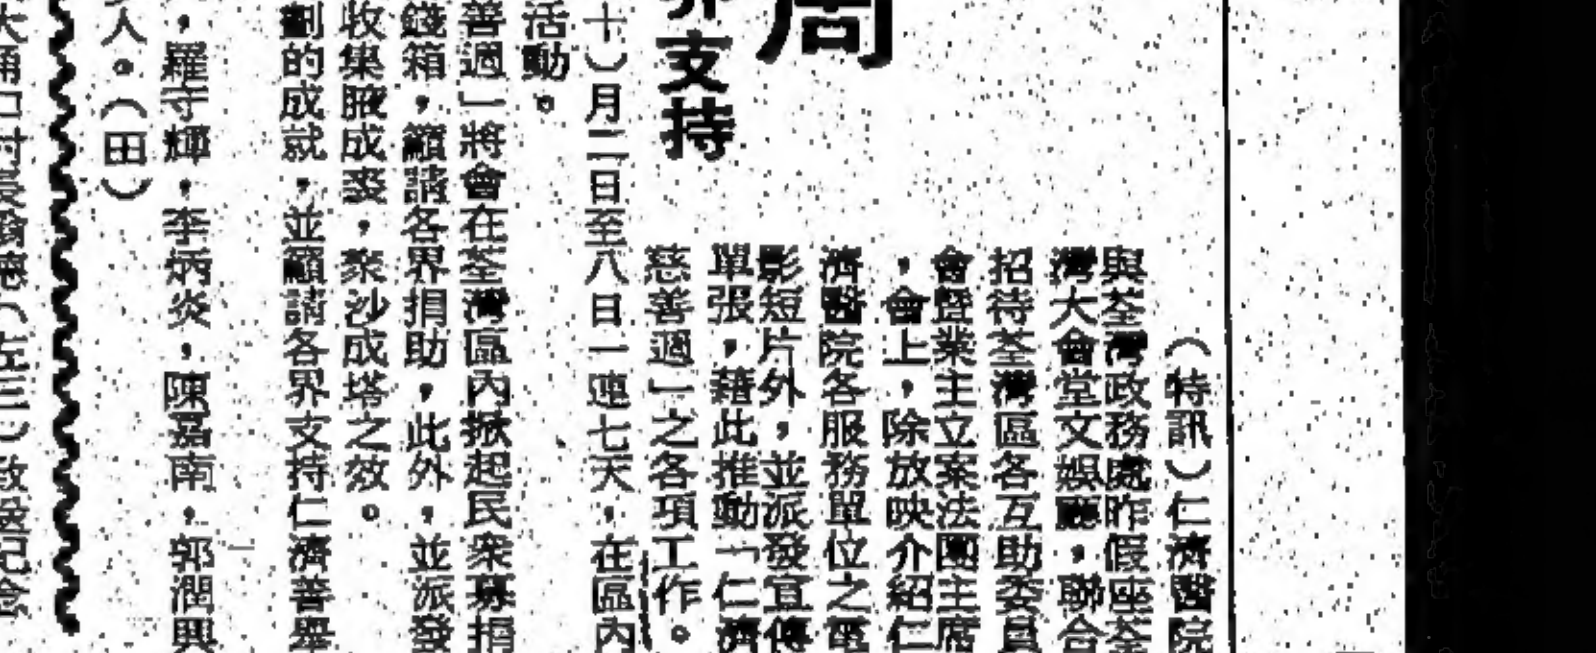 周
界支持
（特訊）仁濟醫院
與荃灣政務處昨假座荃
灣大會堂文娛廳，聯合
招待荃灣區各互助委員
會暨業主立案法團主席
，會上，除放映介紹仁
濟醫院各服務單位之電
影短片外，並派發宣傳
單張，藉此推動「仁濟
慈善週」之各項工作。
十）月二日至八日一連七天，在區內
活動。
善週」將會在荃灣區內掀起民衆募捐
錢箱，籲請各界捐助，此外，並派發
收集腋成裘，聚沙成塔之效。
劃的成就，並籲請各界支持仁濟善舉
，羅守輝，李炳炎，陳嘉南，郭潤興
人。（田）